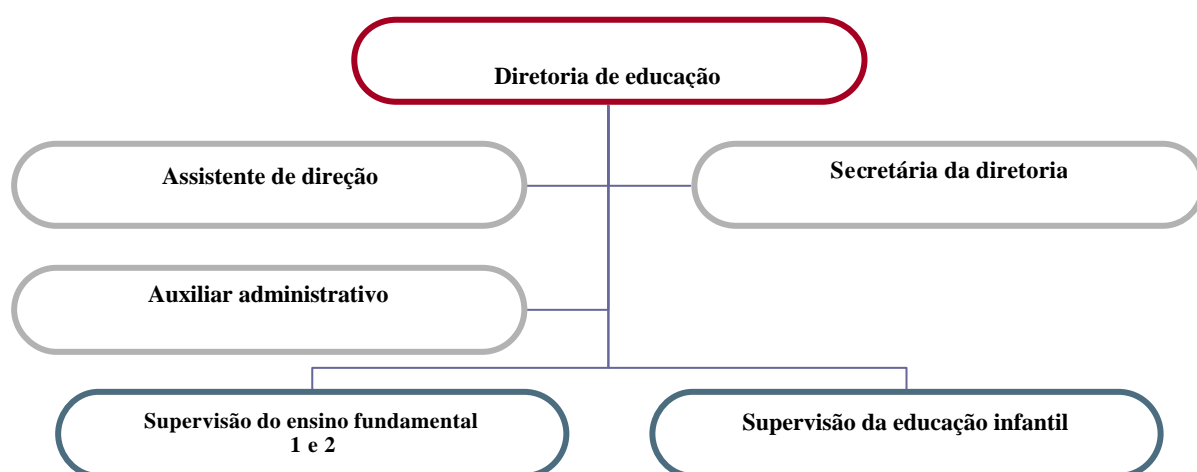 Diretoria de educação
Assistente de direção
Secretária da diretoria
Auxiliar administrativo
Supervisão do ensino fundamental
1 e 2
Supervisão da educação infantil